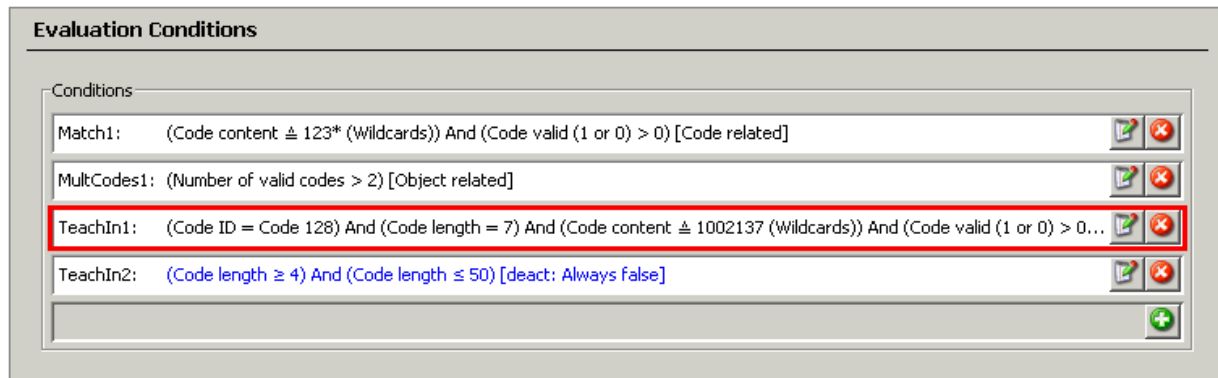 Evaluation Conditions
Conditions
Match1: (Code content ≙ 123* (Wildcards)) And (Code valid (1 or 0) > 0) [Code related]
MultCodes1: (Number of valid codes > 2) [Object related]
TeachIn1: (Code ID = Code 128) And (Code length = 7) And (Code content ≙ 1002137 (Wildcards)) And (Code valid (1 or 0) > 0...
TeachIn2: (Code length ≥ 4) And (Code length ≤ 50) [deact: Always false]